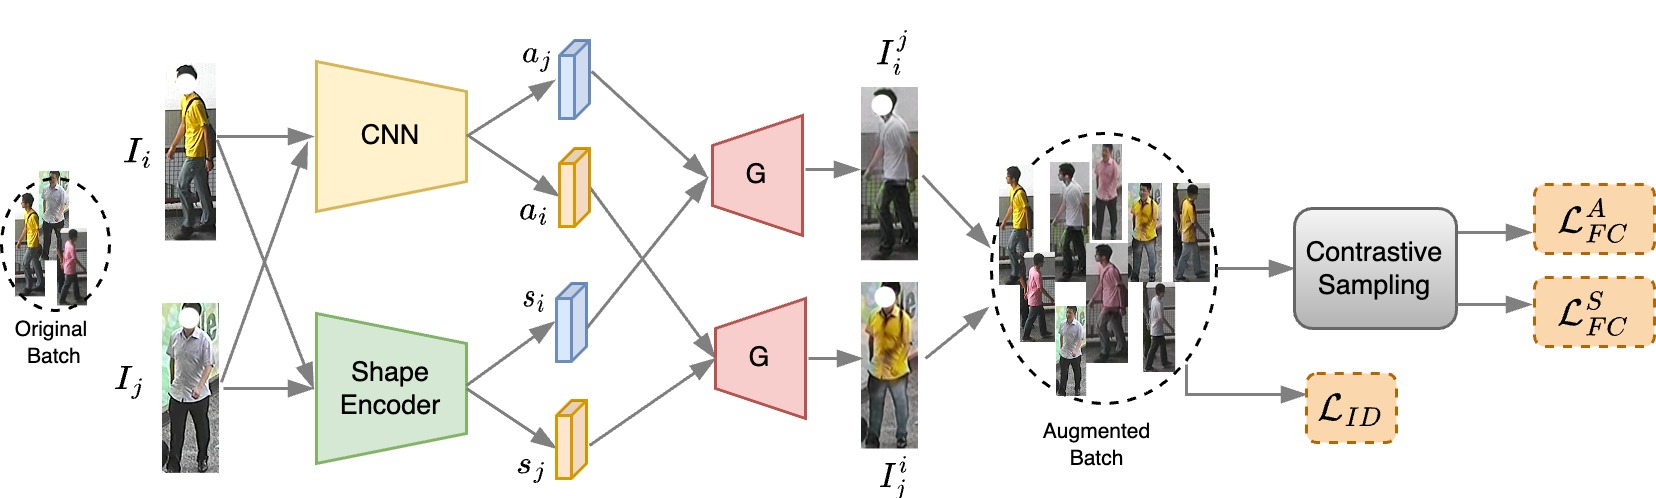 Original
Batch
I_i
I_j
CNN
Shape
Encoder
a_j
a_i
s_i
s_j
G
G
I_i^j
I_j^i
Augmented
Batch
Contrastive
Sampling
\mathcal{L}_{FC}^{A}
\mathcal{L}_{FC}^{S}
\mathcal{L}_{ID}